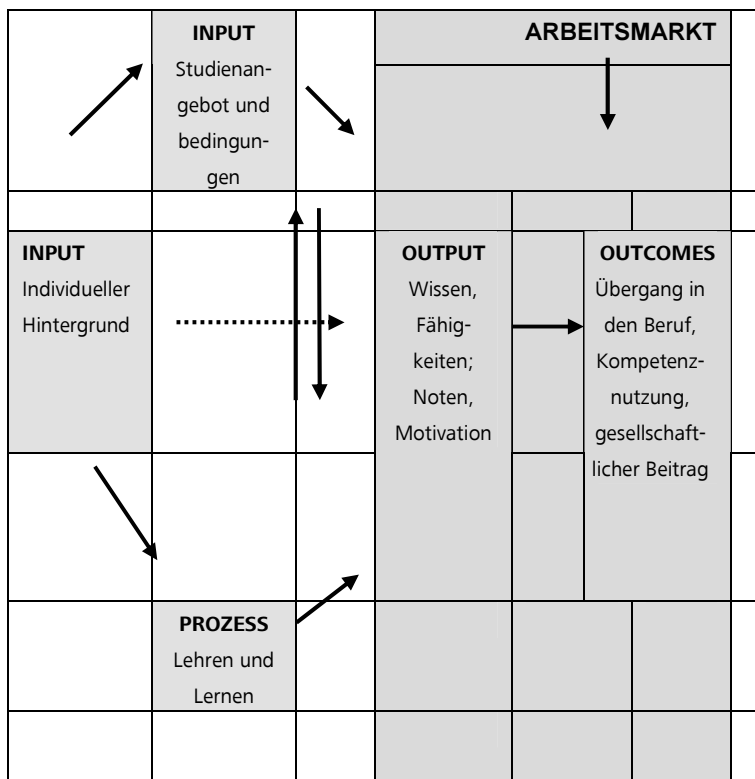 INPUT
Studienan-
gebot und
bedingun-
gen
ARBEITSMARKT
INPUT
Individueller
Hintergrund
OUTPUT
Wissen,
Fähig-
keiten;
Noten,
Motivation
OUTCOMES
Übergang in
den Beruf,
Kompetenz-
nutzung,
gesellschaft-
licher Beitrag
PROZESS
Lehren und
Lernen